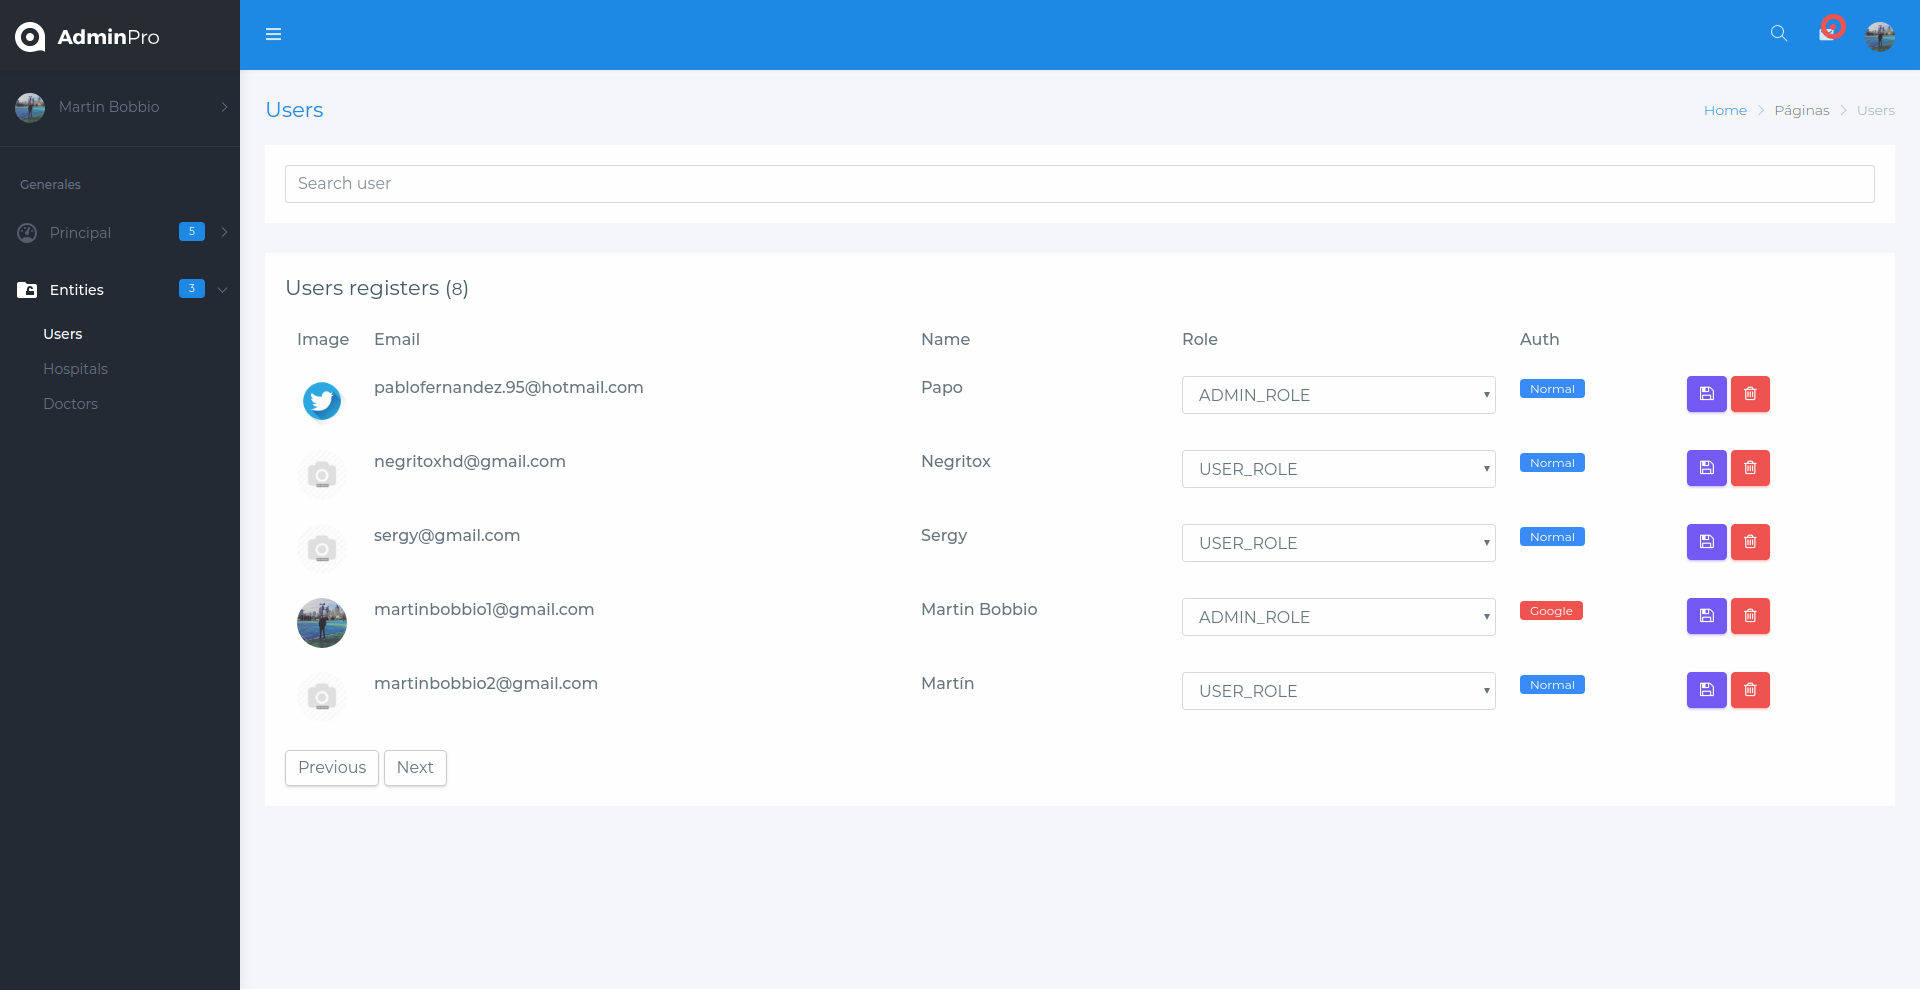 AdminPro
Martin Bobbio
Generales
Principal 5
Entities 3
Users
Hospitals
Doctors
Users
Home Páginas Users
Search user
Users registers (8)
Image Email Name Role Auth
pablofernandez.95@hotmail.com Papo ADMIN_ROLE Normal
negritoxhd@gmail.com Negritox USER_ROLE Normal
sergy@gmail.com Sergy USER_ROLE Normal
martinbobbio1@gmail.com Martin Bobbio ADMIN_ROLE Google
martinbobbio2@gmail.com Martín USER_ROLE Normal
Previous Next